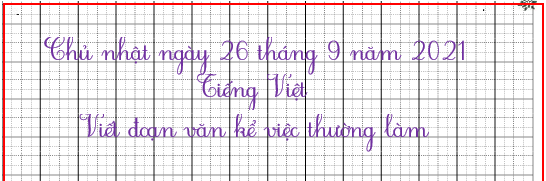 Chủ nhật ngày 26 tháng 9 năm 2021
Tiếng Việt
Viết đoạn văn kể việc thường làm